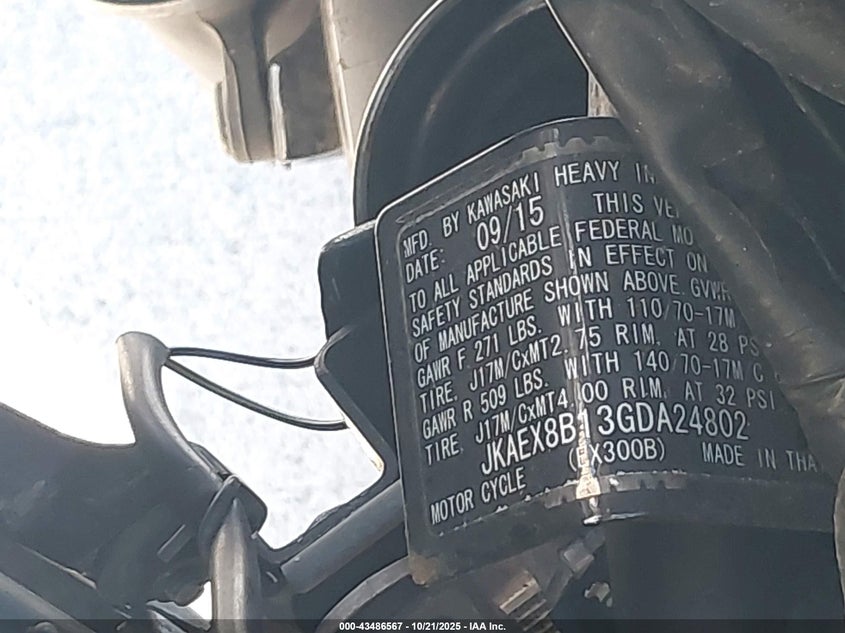 MFD. BY KAWASAKI HEAVY IN
DATE: 09/15 THIS VE
TO ALL APPLICABLE FEDERAL MO
SAFETY STANDARDS IN EFFECT ON
OF MANUFACTURE SHOWN ABOVE. GVWR
GAWR F 271 LBS. WITH 110/70-17M
TIRE, J17M/CxMT2.75 RIM, AT 28 PS
GAWR R 509 LBS. WITH 140/70-17M/C
TIRE, J17M/CxMT4.00 RIM, AT 32 PSI
JKAEX8B13GDA24802
MOTOR CYCLE (EX300B) MADE IN THA
000-43486567 - 10/21/2025 - IAA Inc.